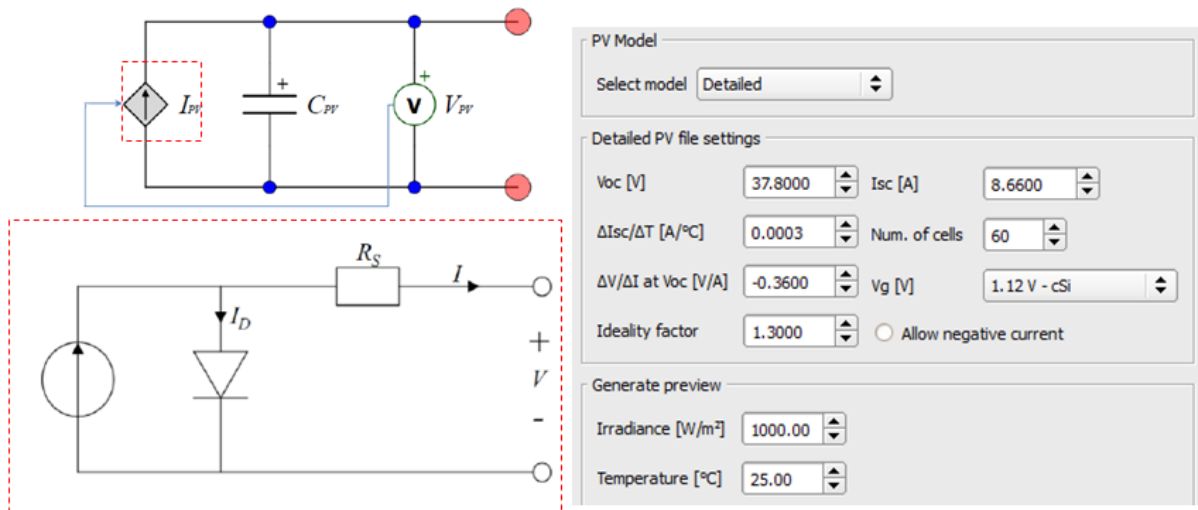 +
I_PV
C_PV
+
V
V_PV
R_S
I
I_D
+
V
-
PV Model
Select model Detailed
Detailed PV file settings
Voc [V] 37.8000 Isc [A] 8.6600
ΔIsc/ΔT [A/°C] 0.0003 Num. of cells 60
ΔV/ΔI at Voc [V/A] -0.3600 Vg [V] 1.12 V - cSi
Ideality factor 1.3000 Allow negative current
Generate preview
Irradiance [W/m²] 1000.00
Temperature [°C] 25.00